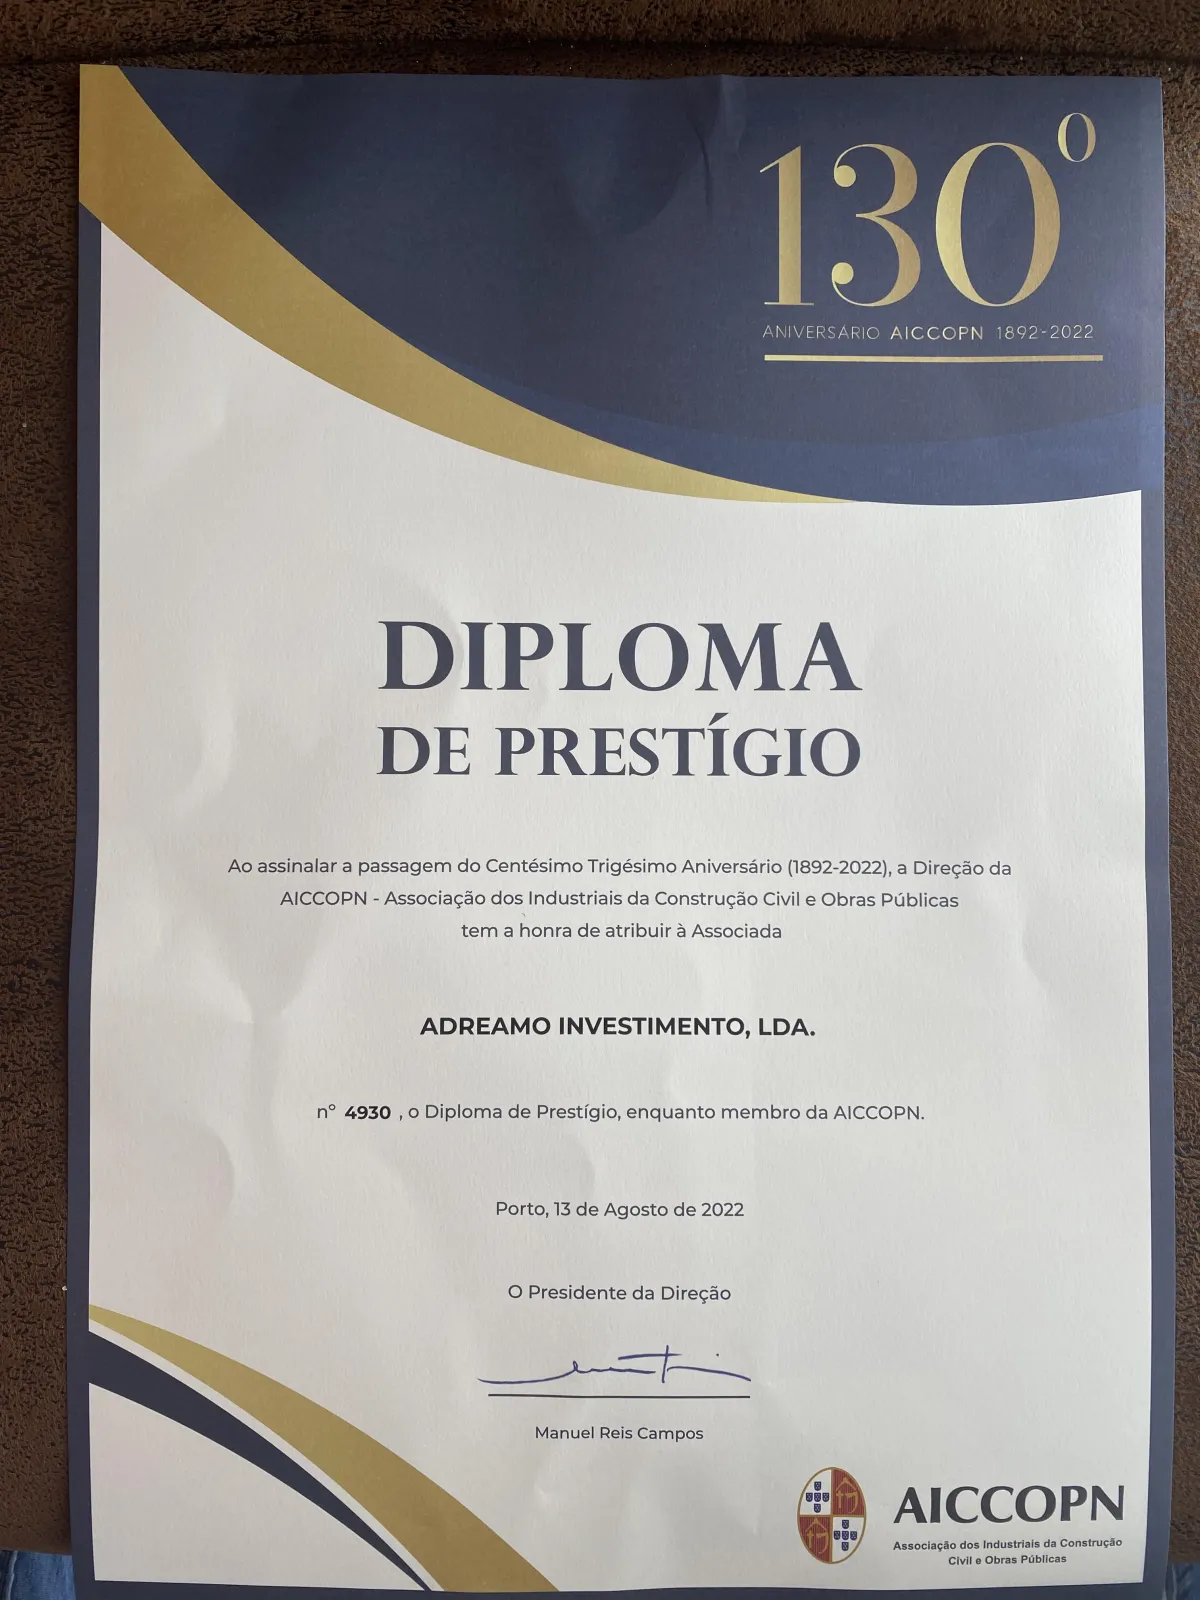 130º
ANIVERSÁRIO AICCOPN 1892-2022
DIPLOMA
DE PRESTÍGIO
Ao assinalar a passagem do Centésimo Trigésimo Aniversário (1892-2022), a Direção da
AICCOPN - Associação dos Industriais da Construção Civil e Obras Públicas
tem a honra de atribuir à Associada
ADREAMO INVESTIMENTO, LDA.
nº 4930 , o Diploma de Prestígio, enquanto membro da AICCOPN.
Porto, 13 de Agosto de 2022
O Presidente da Direção
Manuel Reis Campos
AICCOPN
Associação dos Industriais da Construção
Civil e Obras Públicas